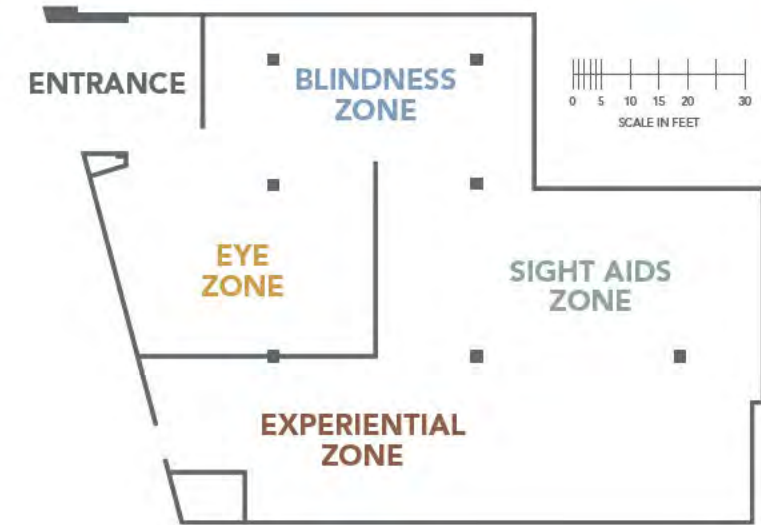 ENTRANCE
BLINDNESS
ZONE
0 5 10 15 20 30
SCALE IN FEET
EYE
ZONE
SIGHT AIDS
ZONE
EXPERIENTIAL
ZONE